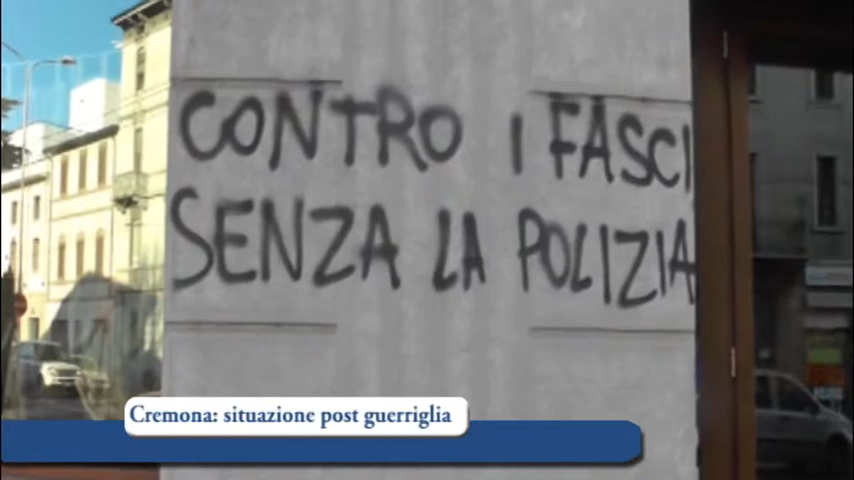 CONTRO I FASCI
SENZA LA POLIZIA
Cremona: situazione post guerriglia